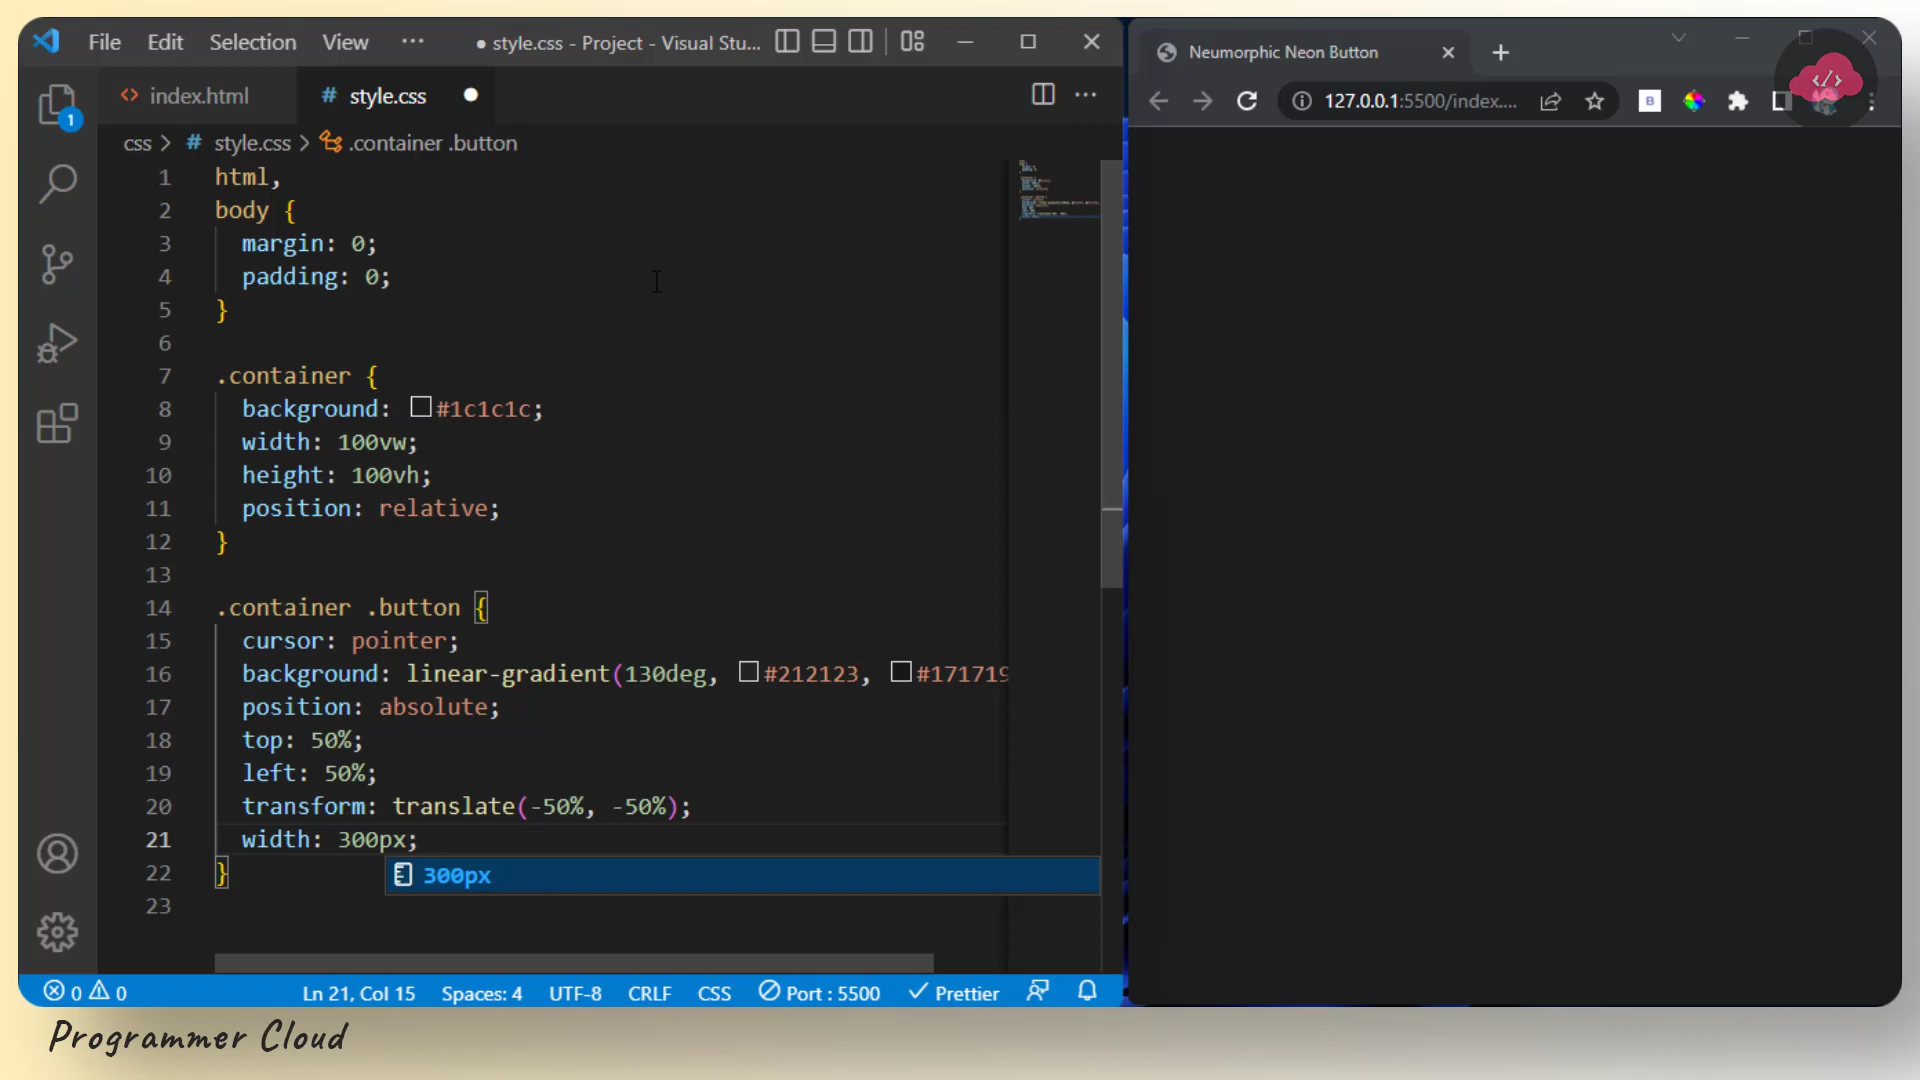 File Edit Selection View ··· ● style.css - Project - Visual Stu...
index.html # style.css ●
css > # style.css > .container .button
1 html,
2 body {
3 margin: 0;
4 padding: 0;
5 }
6
7 .container {
8 background: #1c1c1c;
9 width: 100vw;
10 height: 100vh;
11 position: relative;
12 }
13
14 .container .button {
15 cursor: pointer;
16 background: linear-gradient(130deg, #212123, #171719
17 position: absolute;
18 top: 50%;
19 left: 50%;
20 transform: translate(-50%, -50%);
21 width: 300px;
22 }
300px
23
1
0 0 Ln 21, Col 15 Spaces: 4 UTF-8 CRLF CSS Port : 5500 Prettier
Neumorphic Neon Button
127.0.0.1:5500/index....
B
</>
Programmer Cloud